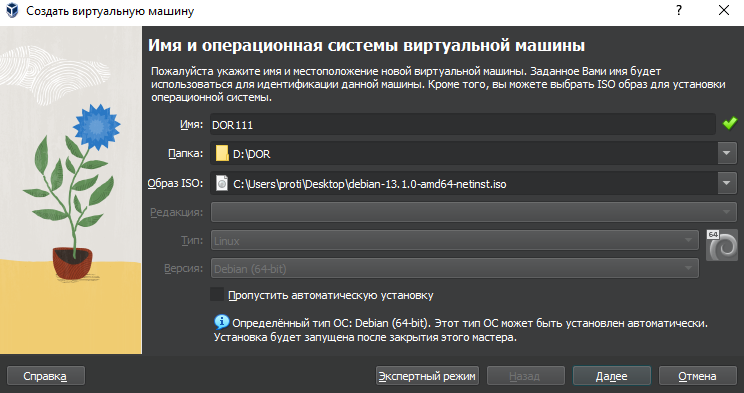 Создать виртуальную машину
?
Имя и операционная системы виртуальной машины
Пожалуйста укажите имя и местоположение новой виртуальной машины. Заданное Вами имя будет
использоваться для идентификации данной машины. Кроме того, вы можете выбрать ISO образ для установки
операционной системы.
Имя: DOR111
Папка: D:\DOR
Образ ISO: C:\Users\proti\Desktop\debian-13.1.0-amd64-netinst.iso
Редакция:
Тип: Linux
64
Версия: Debian (64-bit)
Пропустить автоматическую установку
Определённый тип ОС: Debian (64-bit). Этот тип ОС может быть установлен автоматически.
Установка будет запущена после закрытия этого мастера.
Справка Экспертный режим Назад Далее Отмена